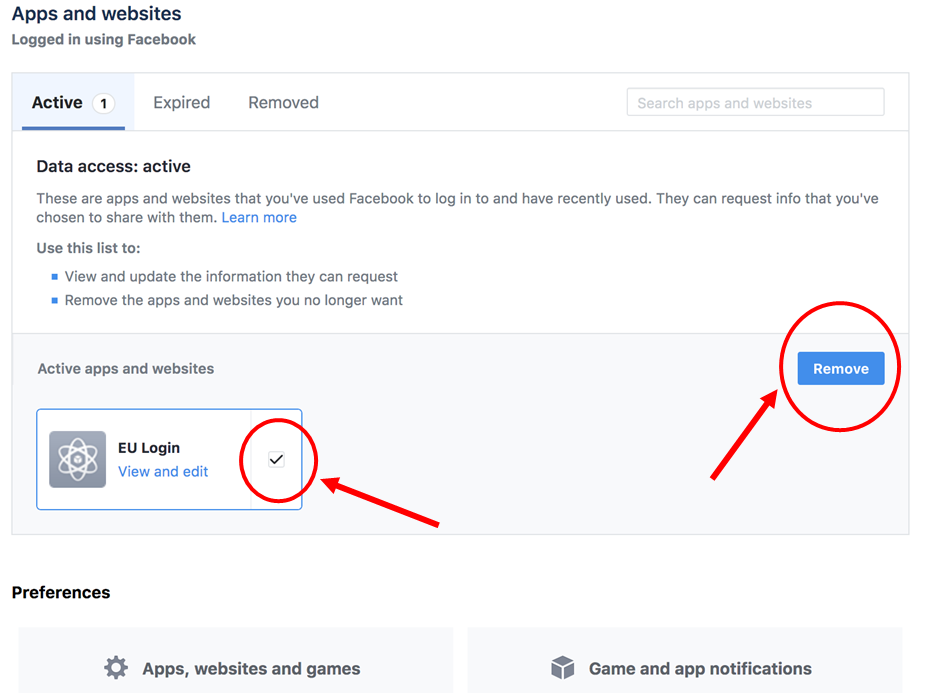 Apps and websites
Logged in using Facebook
Active 1 Expired Removed Search apps and websites
Data access: active
These are apps and websites that you've used Facebook to log in to and have recently used. They can request info that you've
chosen to share with them. Learn more
Use this list to:
View and update the information they can request
Remove the apps and websites you no longer want
Active apps and websites Remove
EU Login
View and edit
Preferences
Apps, websites and games Game and app notifications